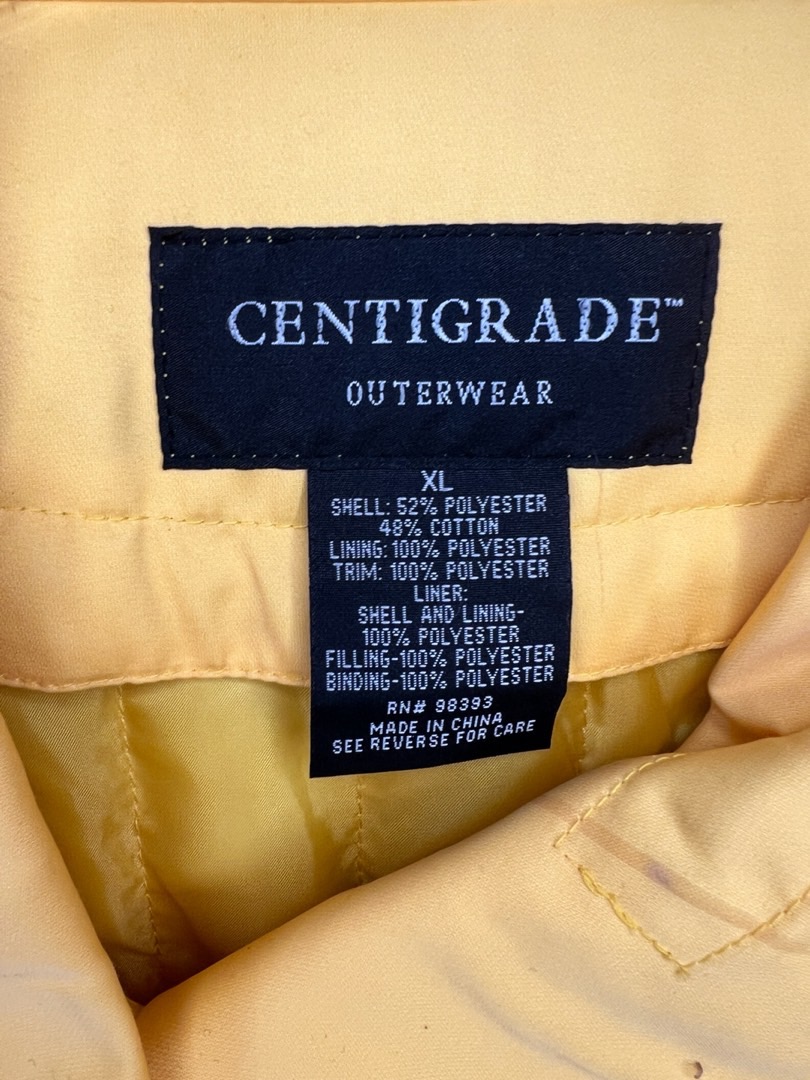 CENTIGRADE™
OUTERWEAR
XL
SHELL: 52% POLYESTER
48% COTTON
LINING: 100% POLYESTER
TRIM: 100% POLYESTER
LINER:
SHELL AND LINING-
100% POLYESTER
FILLING-100% POLYESTER
BINDING-100% POLYESTER
RN# 98393
MADE IN CHINA
SEE REVERSE FOR CARE